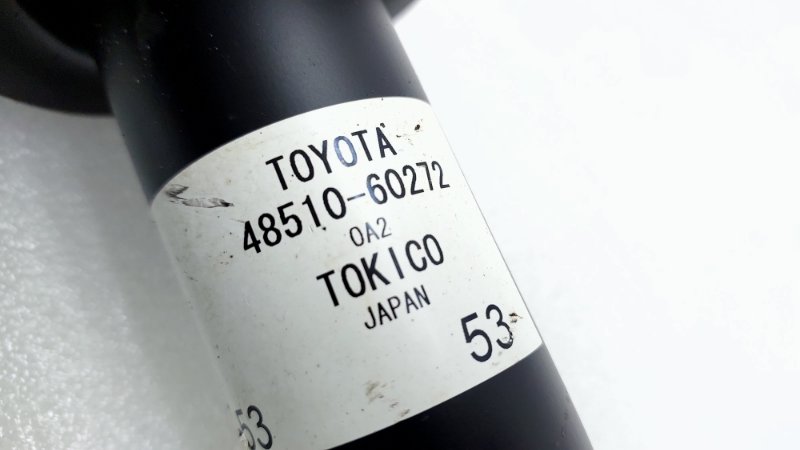 TOYOTA
48510-60272
0A2
TOKICO
JAPAN
53
53